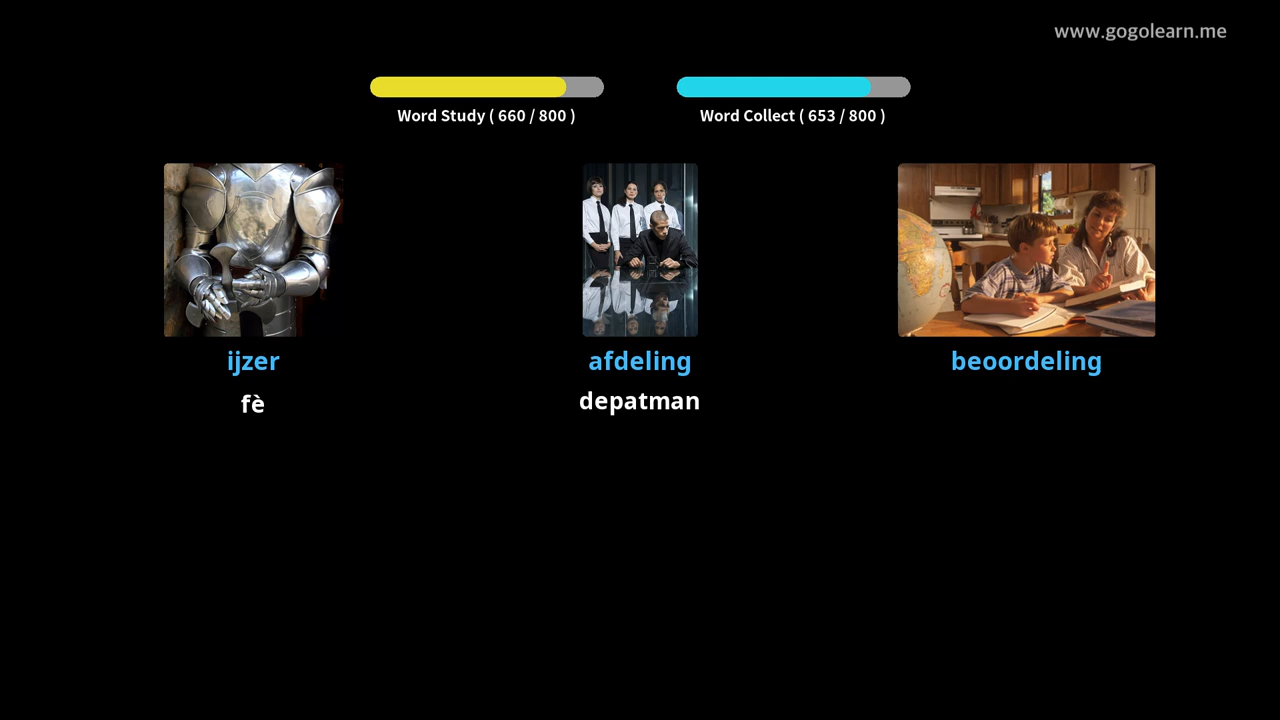 www.gogolearn.me
Word Study ( 660 / 800 )
Word Collect ( 653 / 800 )
ijzer
afdeling
beoordeling
fè
depatman